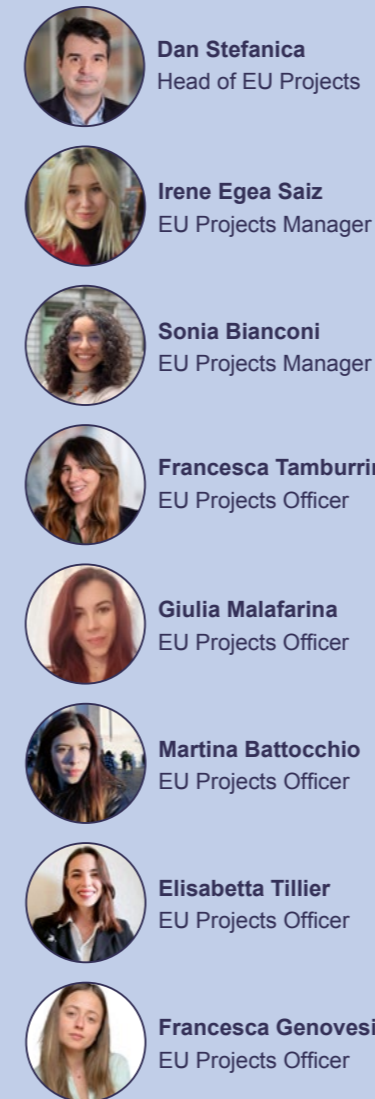 Dan Stefanica
Head of EU Projects
Irene Egea Saiz
EU Projects Manager
Sonia Bianconi
EU Projects Manager
Francesca
EU Projects Officer
Giulia Malafarina
EU Projects Officer
Martina Battocchio
EU Projects Officer
Elisabetta Tillier
EU Projects Officer
Francesca Genovesi
EU Projects Officer